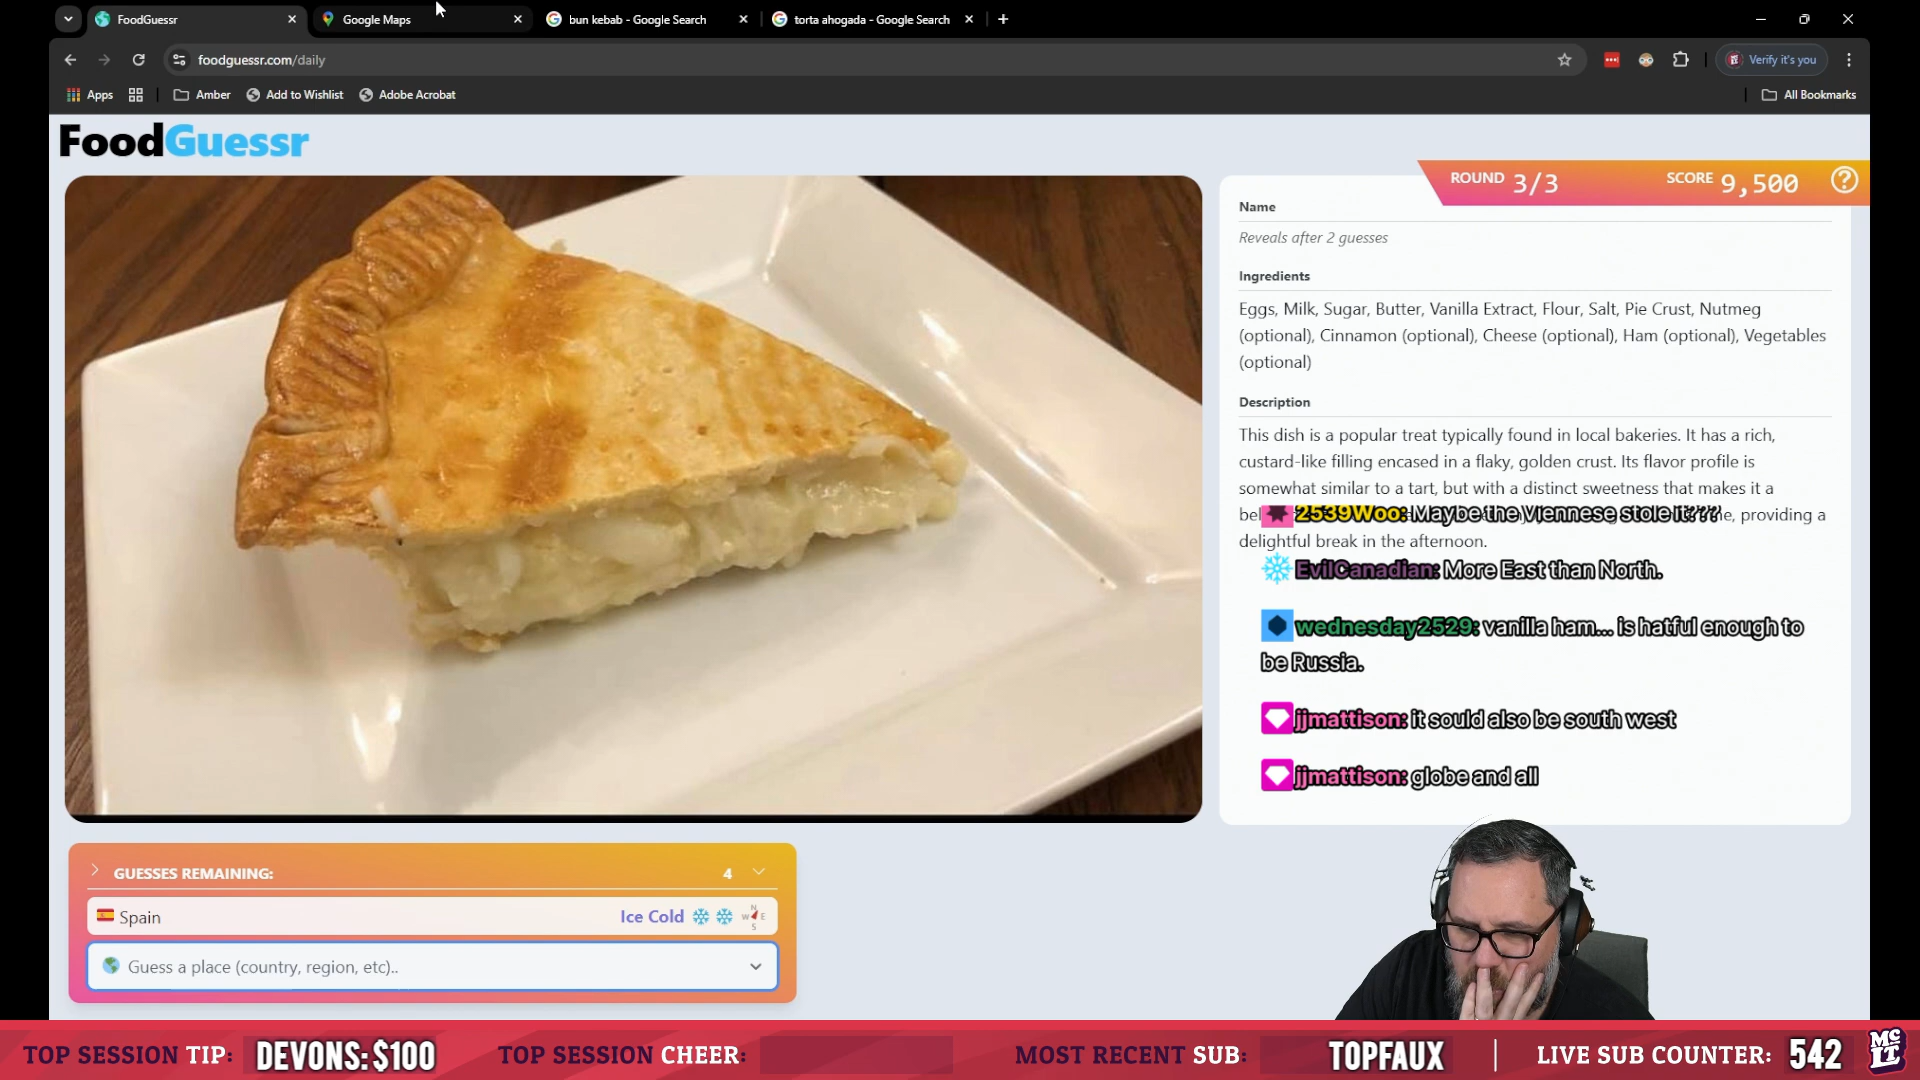 FoodGuessr
Google Maps
bun kebab - Google Search
torta ahogada - Google Search
foodguessr.com/daily
Verify it's you
Apps
Amber
Add to Wishlist
Adobe Acrobat
All Bookmarks
FoodGuessr
ROUND 3/3
SCORE 9,500
Name
Reveals after 2 guesses
Ingredients
Eggs, Milk, Sugar, Butter, Vanilla Extract, Flour, Salt, Pie Crust, Nutmeg
(optional), Cinnamon (optional), Cheese (optional), Ham (optional), Vegetables
(optional)
Description
This dish is a popular treat typically found in local bakeries. It has a rich,
custard-like filling encased in a flaky, golden crust. Its flavor profile is
somewhat similar to a tart, but with a distinct sweetness that makes it a
providing a
delightful break in the afternoon.
2539Woo: Maybe the Viennese stole it???
EvilCanadian: More East than North.
wednesday2529: vanilla ham... is hatful enough to
be Russia.
jjmattison: it sould also be south west
jjmattison: globe and all
GUESSES REMAINING:
4
Spain
Ice Cold
N
W E
S
Guess a place (country, region, etc)..
TOP SESSION TIP: DEVONS: $100
TOP SESSION CHEER:
MOST RECENT SUB: TOPFAUX
LIVE SUB COUNTER: 542
McIT